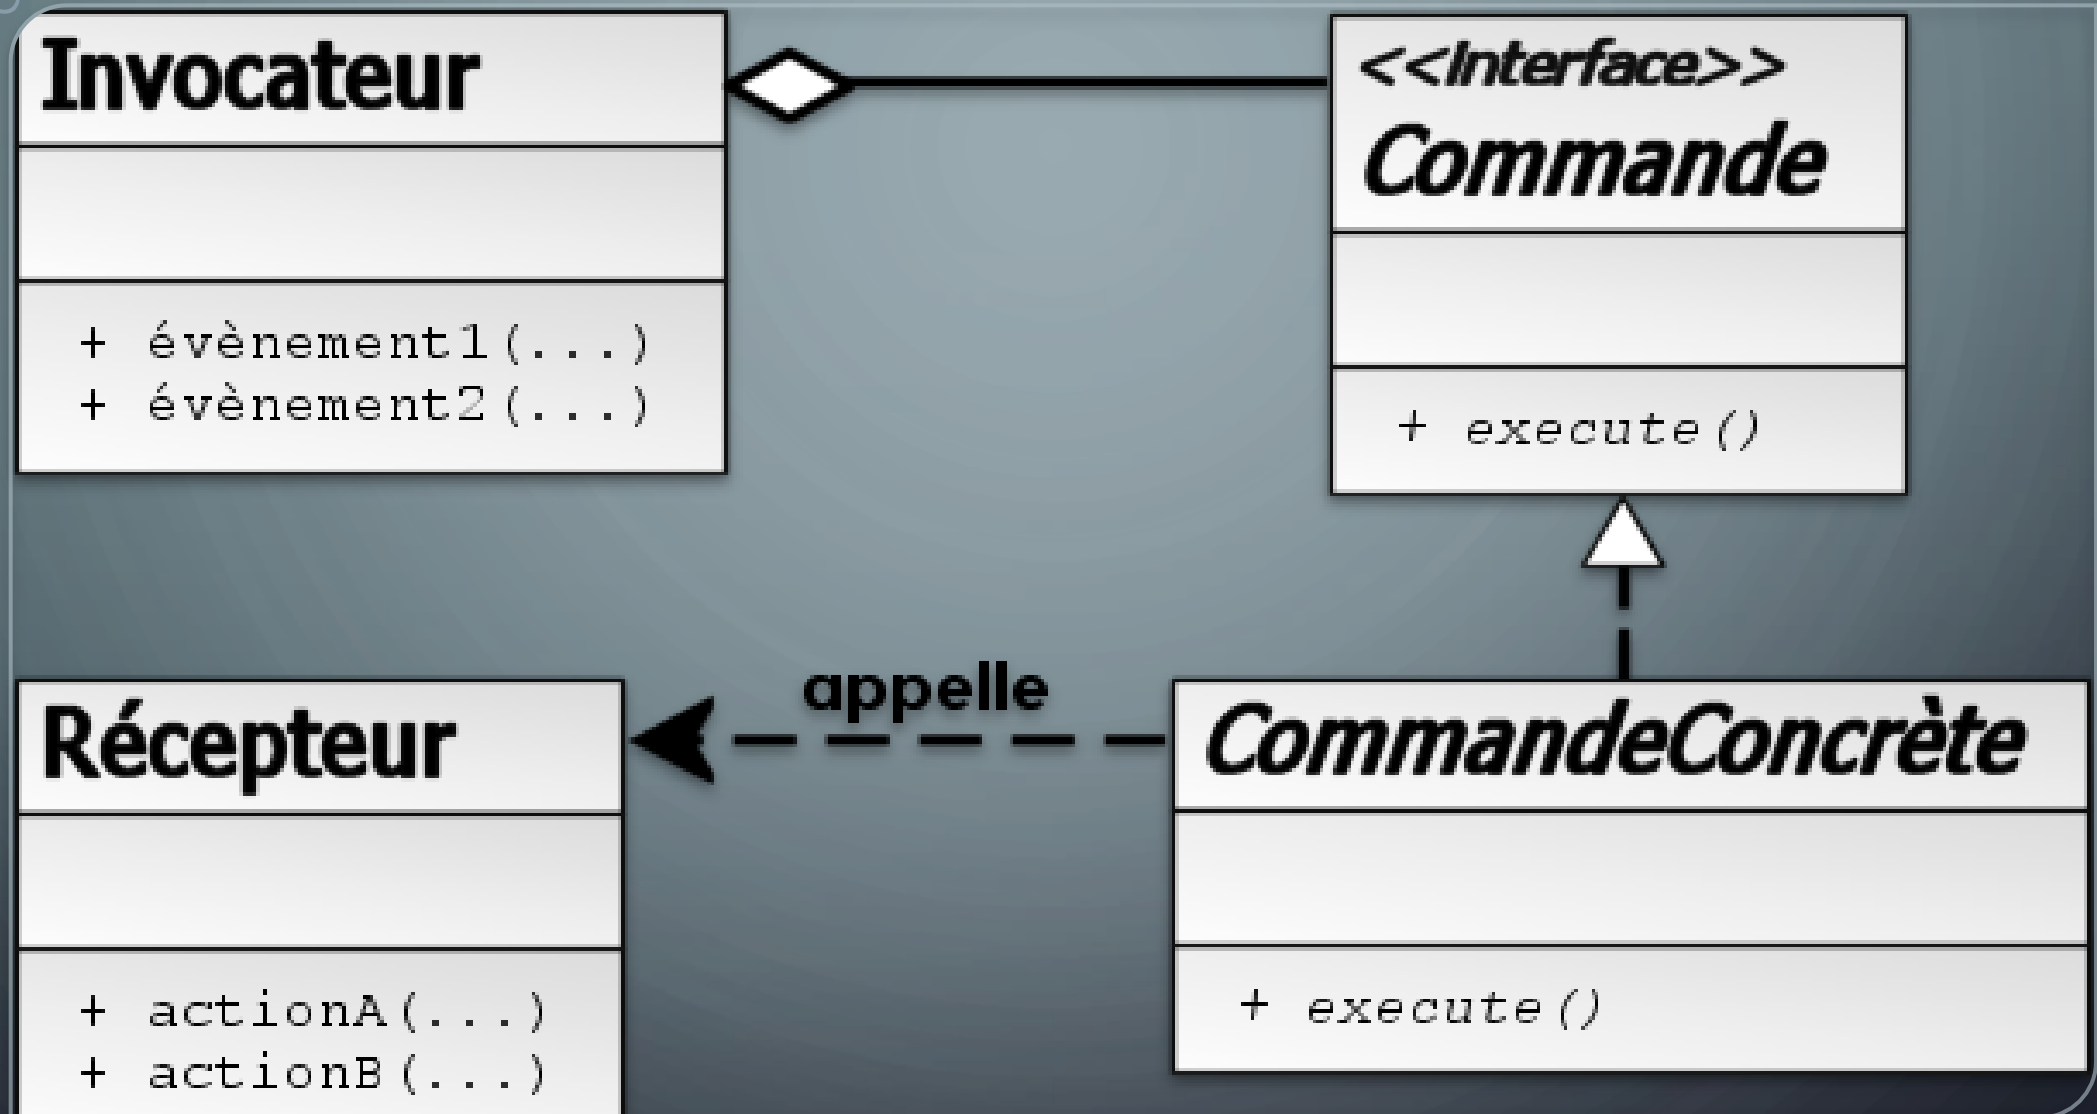 Invocateur
+ évènement1(...)
+ évènement2(...)
<<Interface>>
Commande
+ execute()
appelle
Récepteur
+ actionA(...)
+ actionB(...)
CommandeConcrète
+ execute()